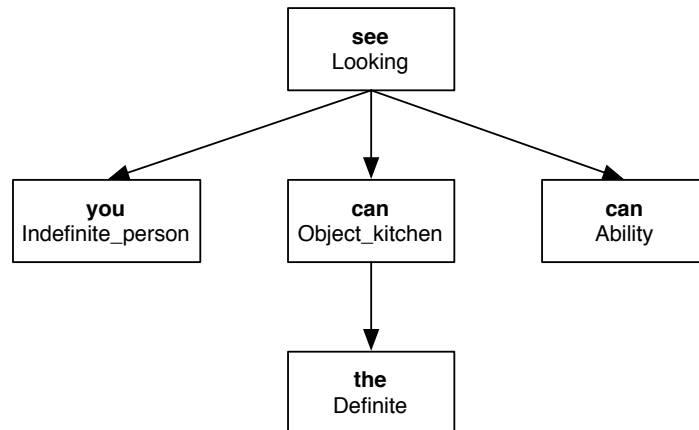 see
Looking
you
Indefinite_person
can
Object_kitchen
can
Ability
the
Definite